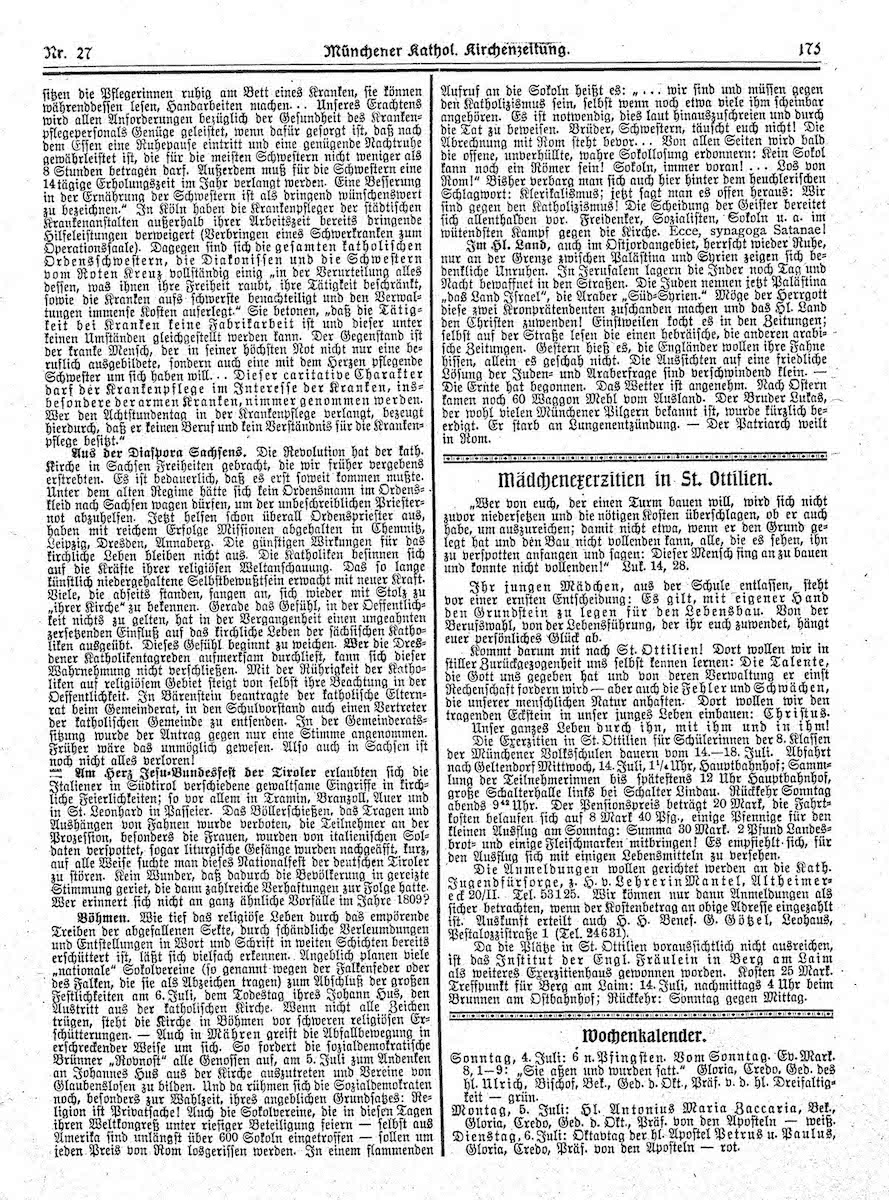 Nr. 27
Münchener Kathol. Kirchenzeitung.
175
sitzen die Pflegerinnen ruhig am Bett eines Kranken, sie können
währenddessen lesen, Handarbeiten machen... Unseres Erachtens
wird allen Anforderungen bezüglich der Gesundheit des Kranken-
pflegepersonals Genüge geleistet, wenn dafür gesorgt ist, daß nach
dem Essen eine Ruhepause eintritt und eine genügende Nachtruhe
gewährleistet ist, die für die meisten Schwestern nicht weniger als
8 Stunden betragen darf. Außerdem muß für die Schwestern eine
14tägige Erholungszeit im Jahr verlangt werden. Eine Besserung
in der Ernährung der Schwestern ist als dringend wünschenswert
zu bezeichnen.“ In Köln haben die Krankenpfleger der städtischen
Krankenanstalten außerhalb ihrer Arbeitszeit bereits dringende
Hilfeleistungen verweigert (Verbringen eines Schwerkranken zum
Operationssaale). Dagegen sind sich die gesamten katholischen
Ordensschwestern, die Diakonissen und die Schwestern
vom Roten Kreuz vollständig einig „in der Verurteilung alles
dessen, was ihnen ihre Freiheit raubt, ihre Tätigkeit beschränkt,
sowie die Kranken aufs schwerste benachteiligt und den Verwal-
tungen immense Kosten auferlegt.“ Sie betonen, „daß die Tätig-
keit bei Kranken keine Fabrikarbeit ist und dieser unter
keinen Umständen gleichgestellt werden kann. Der Gegenstand ist
der kranke Mensch, der in seiner höchsten Not nicht nur eine be-
ruflich ausgebildete, sondern auch eine mit dem Herzen pflegende
Schwester um sich haben will... Dieser caritative Charakter
darf der Krankenpflege im Interesse der Kranken, ins-
besondere der armen Kranken, nimmer genommen werden.
Wer den Achtstundentag in der Krankenpflege verlangt, bezeugt
hierdurch, daß er keinen Beruf und kein Verständnis für die Kranken-
pflege besitzt.“
Aus der Diaspora Sachsens. Die Revolution hat der kath.
Kirche in Sachsen Freiheiten gebracht, die wir früher vergebens
erstrebten. Es ist bedauerlich, daß es erst soweit kommen mußte.
Unter dem alten Regime hätte sich kein Ordensmann im Ordens-
kleid nach Sachsen wagen dürfen, um der unbeschreiblichen Priester-
not abzuhelfen. Jetzt helfen schon überall Ordenspriester aus,
haben mit reichem Erfolge Missionen abgehalten in Chemnitz,
Leipzig, Dresden, Annaberg. Die günstigen Wirkungen für das
kirchliche Leben bleiben nicht aus. Die Katholiken besinnen sich
auf die Kräfte ihrer religiösen Weltanschauung. Das so lange
künstlich niedergehaltene Selbstbewußtsein erwacht mit neuer Kraft.
Viele, die abseits standen, fangen an, sich wieder mit Stolz zu
„ihrer Kirche“ zu bekennen. Gerade das Gefühl, in der Oeffentlich-
keit nichts zu gelten, hat in der Vergangenheit einen ungeahnten
zersetzenden Einfluß auf das kirchliche Leben der sächsischen Katho-
liken ausgeübt. Dieses Gefühl beginnt zu weichen. Wer die Dres-
dener Katholikentagreden aufmerksam durchliest, kann sich dieser
Wahrnehmung nicht verschließen. Mit der Rührigkeit der Katho-
liken auf religiösem Gebiet steigt von selbst ihre Beachtung in der
Oeffentlichkeit. In Bärenstein beantragte der katholische Eltern-
rat beim Gemeinderat, in den Schulvorstand auch einen Vertreter
der katholischen Gemeinde zu entsenden. In der Gemeinderats-
sitzung wurde der Antrag gegen nur eine Stimme angenommen.
Früher wäre das unmöglich gewesen. Also auch in Sachsen ist
noch nicht alles verloren!
— Am Herz Jesu-Bundesfest der Tiroler erlaubten sich die
Italiener in Südtirol verschiedene gewaltsame Eingriffe in kirch-
liche Feierlichkeiten; so vor allem in Tramin, Branzoll, Auer und
in St. Leonhard in Passeier. Das Böllerschießen, das Tragen und
Aushängen von Fahnen wurde verboten, die Teilnehmer an der
Prozession, besonders die Frauen, wurden von italienischen Sol-
daten verspottet, sogar liturgische Gesänge wurden nachgeäfft, kurz,
auf alle Weise suchte man dieses Nationalfest der deutschen Tiroler
zu stören. Kein Wunder, daß dadurch die Bevölkerung in gereizte
Stimmung geriet, die dann zahlreiche Verhaftungen zur Folge hatte.
Wer erinnert sich nicht an ganz ähnliche Vorfälle im Jahre 1809?
Böhmen. Wie tief das religiöse Leben durch das empörende
Treiben der abgefallenen Sekte, durch schändliche Verleumdungen
und Entstellungen in Wort und Schrift in weiten Schichten bereits
erschüttert ist, läßt sich vielfach erkennen. Angeblich planen viele
„nationale“ Sokolvereine (so genannt wegen der Falkenfeder oder
des Falken, die sie als Abzeichen tragen) zum Abschluß der großen
Festlichkeiten am 6. Juli, dem Todestag ihres Johann Hus, den
Austritt aus der katholischen Kirche. Wenn nicht alle Zeichen
trügen, steht die Kirche in Böhmen vor schweren religiösen Er-
schütterungen. — Auch in Mähren greift die Abfallbewegung in
erschreckender Weise um sich. So fordert die sozialdemokratische
Brünner „Rovnost“ alle Genossen auf, am 5. Juli zum Andenken
an Johannes Hus aus der Kirche auszutreten und Vereine von
Glaubenslosen zu bilden. Und da rühmen sich die Sozialdemokraten
noch, besonders zur Wahlzeit, ihres angeblichen Grundsatzes: Re-
ligion ist Privatsache! Auch die Sokolvereine, die in diesen Tagen
ihren Weltkongreß unter riesiger Beteiligung feiern — selbst aus
Amerika sind unlängst über 600 Sokoln eingetroffen — sollen um
jeden Preis von Rom losgerissen werden. In einem flammenden
Aufruf an die Sokoln heißt es: „... wir sind und müssen gegen
den Katholizismus sein, selbst wenn noch etwa viele ihm scheinbar
angehören. Es ist notwendig, dies laut hinauszuschreien und durch
die Tat zu beweisen. Brüder, Schwestern, täuscht euch nicht! Die
Abrechnung mit Rom steht bevor... Von allen Seiten wird bald
die offene, unverhüllte, wahre Sokollosung erdonnern: Kein Sokol
kann noch ein Römer sein! Sokoln, immer voran!... Los von
Rom!“ Bisher verbarg man sich auch hier hinter dem heuchlerischen
Schlagwort: Klerikalismus; jetzt sagt man es offen heraus: Wir
sind gegen den Katholizismus! Die Scheidung der Geister bereitet
sich allenthalben vor. Freidenker, Sozialisten, Sokoln u. a. im
wütendsten Kampf gegen die Kirche. Ecce, synagoga Satanae!
Im Hl. Land, auch im Ostjordangebiet, herrscht wieder Ruhe,
nur an der Grenze zwischen Palästina und Syrien zeigen sich be-
denkliche Unruhen. In Jerusalem lagern die Inder noch Tag und
Nacht bewaffnet in den Straßen. Die Juden nennen jetzt Palästina
„das Land Israel“, die Araber „Süd-Syrien.“ Möge der Herrgott
diese zwei Kronprätendenten zuschanden machen und das Hl. Land
den Christen zuwenden! Einstweilen kocht es in den Zeitungen;
selbst auf der Straße lesen die einen hebräische, die anderen arabi-
sche Zeitungen. Gestern hieß es, die Engländer wollen ihre Fahne
hissen, allein es geschah nicht. Die Aussichten auf eine friedliche
Lösung der Juden- und Araberfrage sind verschwindend klein. —
Die Ernte hat begonnen. Das Wetter ist angenehm. Nach Ostern
kamen noch 60 Waggon Mehl vom Ausland. Der Bruder Lukas,
der wohl vielen Münchener Pilgern bekannt ist, wurde kürzlich be-
erdigt. Er starb an Lungenentzündung. — Der Patriarch weilt
in Rom.
Mädchenexerzitien in St. Ottilien.
„Wer von euch, der einen Turm bauen will, wird sich nicht
zuvor niedersetzen und die nötigen Kosten überschlagen, ob er auch
habe, um auszureichen; damit nicht etwa, wenn er den Grund ge-
legt hat und den Bau nicht vollenden kann, alle, die es sehen, ihn
zu verspotten anfangen und sagen: Dieser Mensch fing an zu bauen
und konnte nicht vollenden!“ Luk. 14, 28.
Ihr jungen Mädchen, aus der Schule entlassen, steht
vor einer ernsten Entscheidung: Es gilt, mit eigener Hand
den Grundstein zu legen für den Lebensbau. Von der
Berufswahl, von der Lebensführung, der ihr euch zuwendet, hängt
euer persönliches Glück ab.
Kommt darum mit nach St. Ottilien! Dort wollen wir in
stiller Zurückgezogenheit uns selbst kennen lernen: Die Talente,
die Gott uns gegeben hat und von deren Verwaltung er einst
Rechenschaft fordern wird — aber auch die Fehler und Schwächen,
die unserer menschlichen Natur anhaften. Dort wollen wir den
tragenden Eckstein in unser junges Leben einbauen: Christus.
Unser ganzes Leben durch ihn, mit ihm und in ihm!
Die Exerzitien in St. Ottilien für Schülerinnen der 8. Klassen
der Münchener Volksschulen dauern vom 14.—18. Juli. Abfahrt
nach Geltendorf Mittwoch, 14. Juli, 1¼ Uhr, Hauptbahnhof; Samm-
lung der Teilnehmerinnen bis spätestens 12 Uhr Hauptbahnhof,
große Schalterhalle links bei Schalter Lindau. Rückkehr Sonntag
abends 9⁴² Uhr. Der Pensionspreis beträgt 20 Mark, die Fahrt-
kosten belaufen sich auf 8 Mark 40 Pfg., einige Pfennige für den
kleinen Ausflug am Sonntag: Summa 30 Mark. 2 Pfund Landes-
brot- und einige Fleischmarken mitbringen! Es empfiehlt sich, für
den Ausflug sich mit einigen Lebensmitteln zu versehen.
Die Anmeldungen wollen gerichtet werden an die Kath.
Jugendfürsorge, z. H. v. Lehrerin Mantel, Altheimer-
eck 20/II. Tel. 53125. Wir können nur dann Anmeldungen als
sicher betrachten, wenn der Kostenbetrag an obige Adresse eingezahlt
ist. Auskunft erteilt auch H. H. Benef. G. Götzel, Leohaus,
Pestalozzistraße 1 (Tel. 24631).
Da die Plätze in St. Ottilien voraussichtlich nicht ausreichen,
ist das Institut der Engl. Fräulein in Berg am Laim
als weiteres Exerzitienhaus gewonnen worden. Kosten 25 Mark.
Treffpunkt für Berg am Laim: 14. Juli, nachmittags 4 Uhr beim
Brunnen am Ostbahnhof; Rückkehr: Sonntag gegen Mittag.
Wochenkalender.
Sonntag, 4. Juli: 6 n. Pfingsten. Vom Sonntag. Ev. Mark.
8, 1—9: „Sie aßen und wurden satt.“ Gloria, Credo, Ged. des
hl. Ulrich, Bischof, Bek., Ged. d. Okt., Präf. v. d. hl. Dreifaltig-
keit — grün.
Montag, 5. Juli: Hl. Antonius Maria Zaccaria, Bek.,
Gloria, Credo, Ged. d. Okt., Präf. von den Aposteln — weiß.
Dienstag, 6. Juli: Oktavtag der hl. Apostel Petrus u. Paulus,
Gloria, Credo, Präf. von den Aposteln — rot.